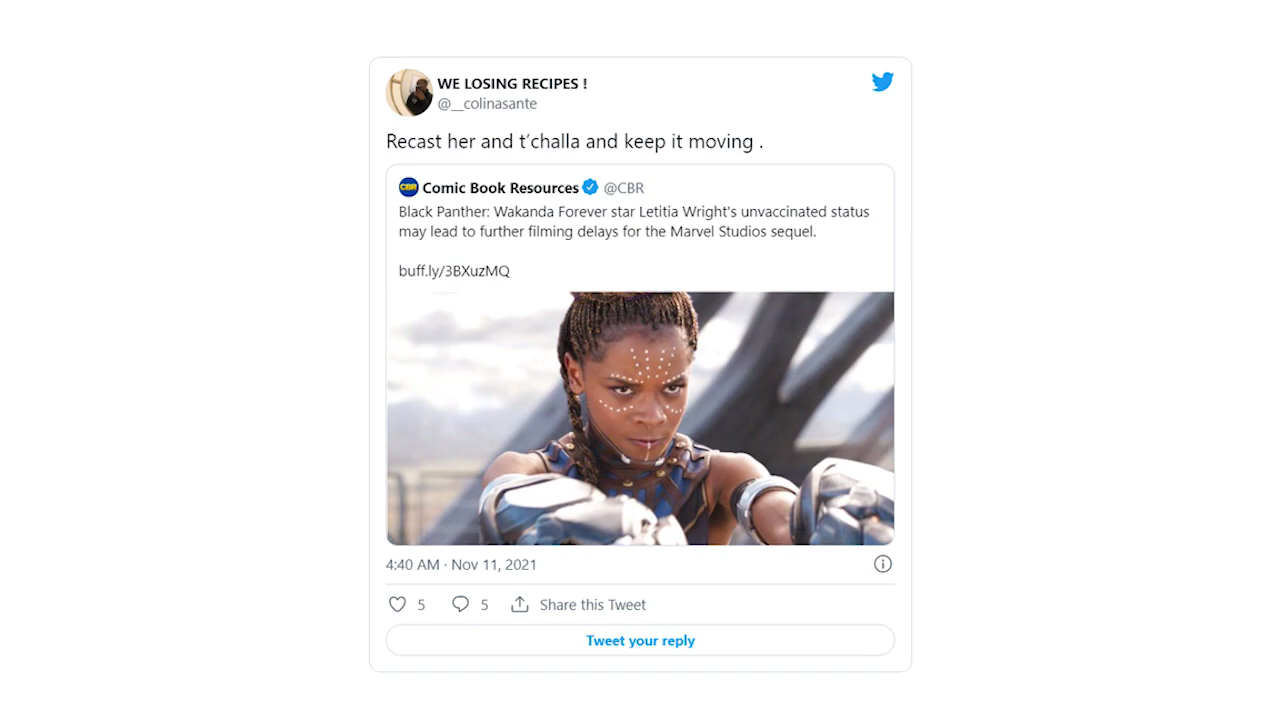 WE LOSING RECIPES !
@__colinasante
Recast her and t'challa and keep it moving .
CBR Comic Book Resources @CBR
Black Panther: Wakanda Forever star Letitia Wright's unvaccinated status
may lead to further filming delays for the Marvel Studios sequel.
buff.ly/3BXuzMQ
4:40 AM · Nov 11, 2021
5 5 Share this Tweet
Tweet your reply